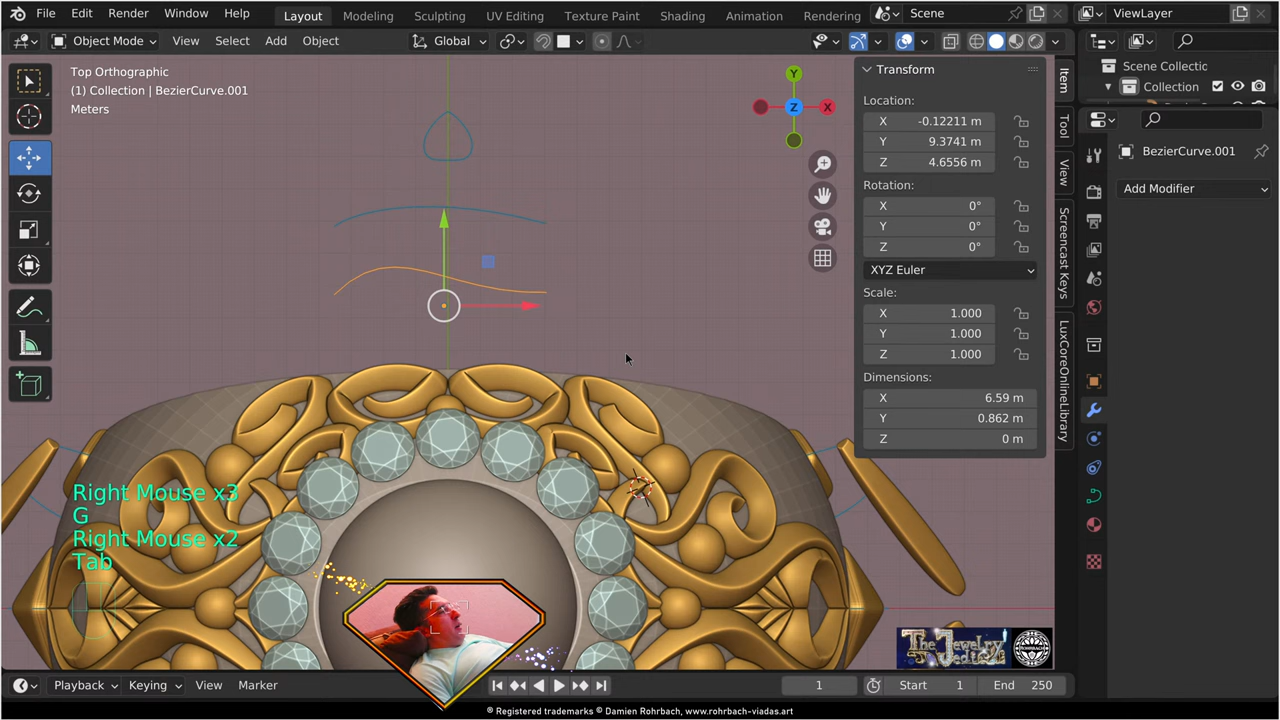 File Edit Render Window Help Layout Modeling Sculpting UV Editing Texture Paint Shading Animation Rendering Scene ViewLayer
Object Mode View Select Add Object Global
Top Orthographic
(1) Collection | BezierCurve.001
Meters
Y
X
Z
Transform
Location:
X -0.12211 m
Y 9.3741 m
Z 4.6556 m
Rotation:
X 0°
Y 0°
Z 0°
XYZ Euler
Scale:
X 1.000
Y 1.000
Z 1.000
Dimensions:
X 6.59 m
Y 0.862 m
Z 0 m
Item
Tool
View
Screencast Keys
LuxCoreOnlineLibrary
Scene Collectic
Collection
BezierCurve.001
Add Modifier
Right Mouse x3
G
Right Mouse x2
Tab
The Jewelry
ROHRBACH
Playback Keying View Marker 1 Start 1 End 250
® Registered trademarks © Damien Rohrbach, www.rohrbach-viadas.art